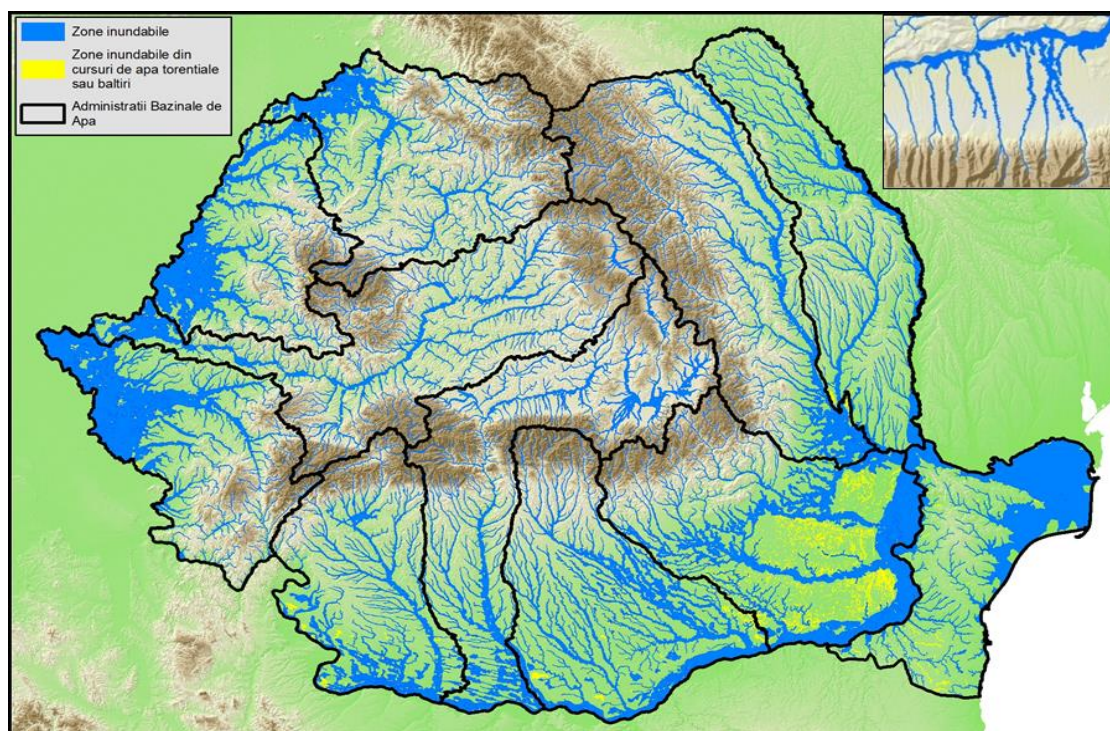 Zone inundabile
Zone inundabile din
cursuri de apa torentiale
sau baltiri
Administratii Bazinale de
Apa